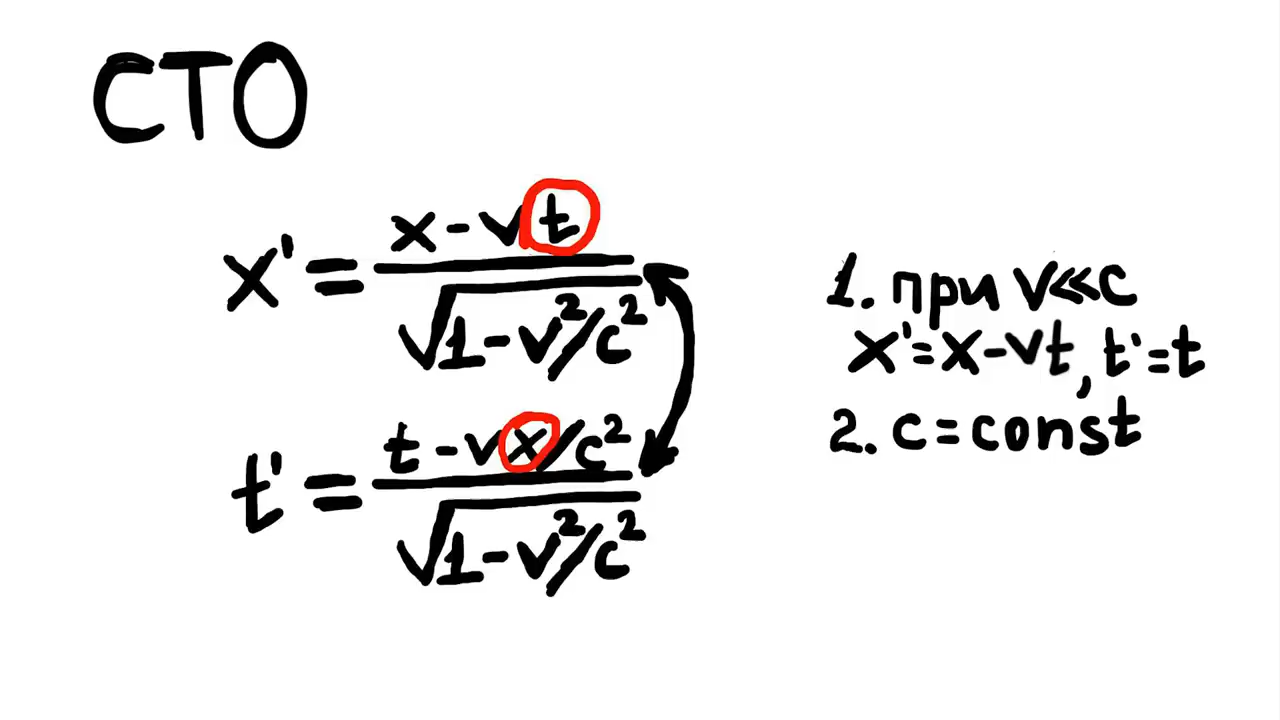 СТО
x' = (x - vt) / √(1 - v²/c²)
t' = (t - vx/c²) / √(1 - v²/c²)
1. при v≪c
x' = x - vt, t' = t
2. c = const